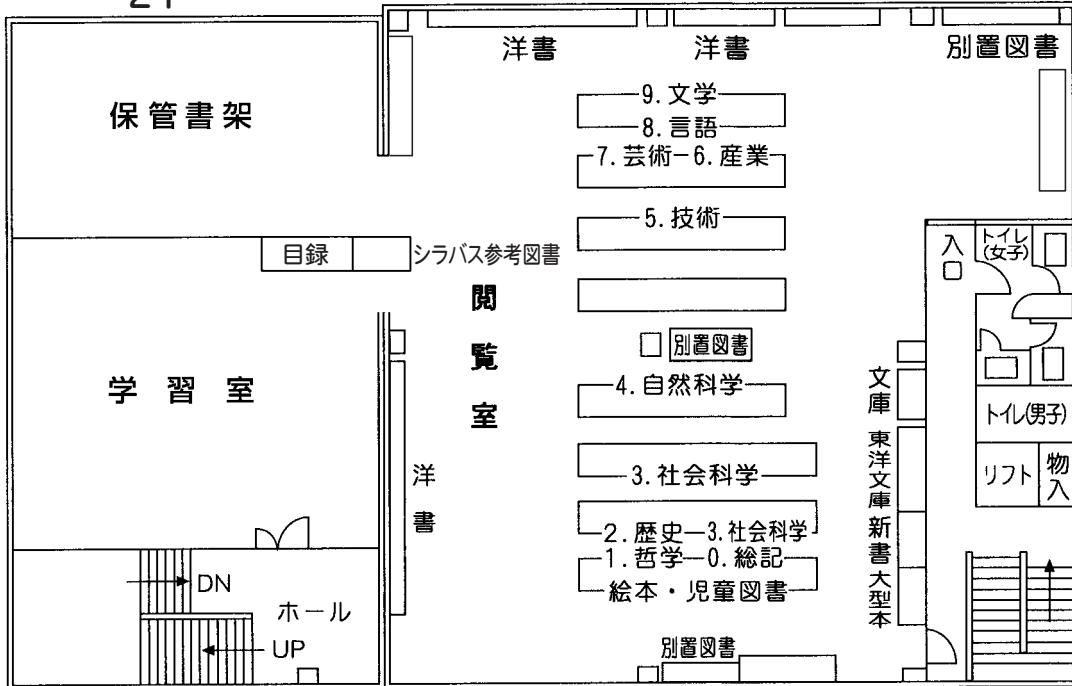 洋書
洋書
別置図書
保管書架
9.文学
8.言語
7.芸術－6.産業
5.技術
目録
シラバス参考図書
入口
トイレ
(女子)
閲覧室
別置図書
学習室
4.自然科学
文庫
トイレ(男子)
洋書
3.社会科学
東洋文庫
リフト
物入
2.歴史－3.社会科学
新書
1.哲学－0.総記
絵本・児童図書
大型本
DN
ホール
UP
別置図書